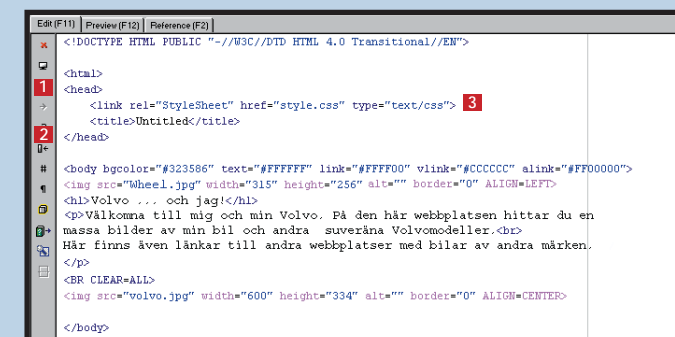 Edit (F11) Preview (F12) Reference (F2)
<!DOCTYPE HTML PUBLIC "-//W3C//DTD HTML 4.0 Transitional//EN">
<html>
1
<head>
<link rel="StyleSheet" href="style.css" type="text/css"> 3
<title>Untitled</title>
2
</head>
#
¶
<body bgcolor="#323586" text="#FFFFFF" link="#FFFF00" vlink="#CCCCCC" alink="#FF00000">
<img src="Wheel.jpg" width="315" height="256" alt="" border="0" ALIGN=LEFT>
<h1>Volvo ... och jag!</h1>
<p>Välkomna till mig och min Volvo. På den här webbplatsen hittar du en
massa bilder av min bil och andra suveräna Volvomodeller.<br>
Här finns även länkar till andra webbplatser med bilar av andra märken.
</p>
<BR CLEAR=ALL>
<img src="volvo.jpg" width="600" height="334" alt="" border="0" ALIGN=CENTER>
</body>